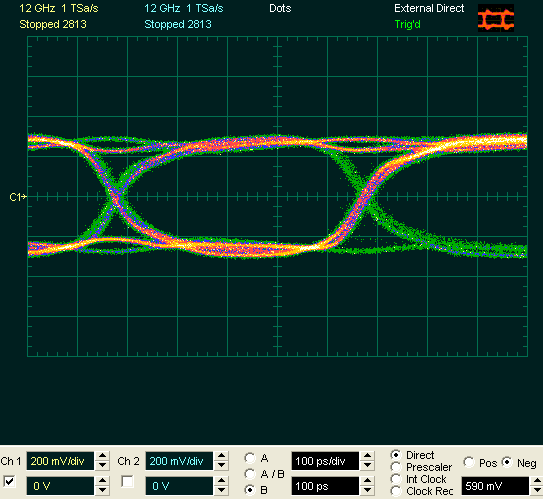 12 GHz 1 TSa/s 12 GHz 1 TSa/s Dots External Direct
Stopped 2813 Stopped 2813 Trig'd
C1
Ch 1 200 mV/div Ch 2 200 mV/div A 100 ps/div Direct Pos Neg
Prescaler
0 V 0 V A / B Int Clock
B 100 ps Clock Rec 590 mV